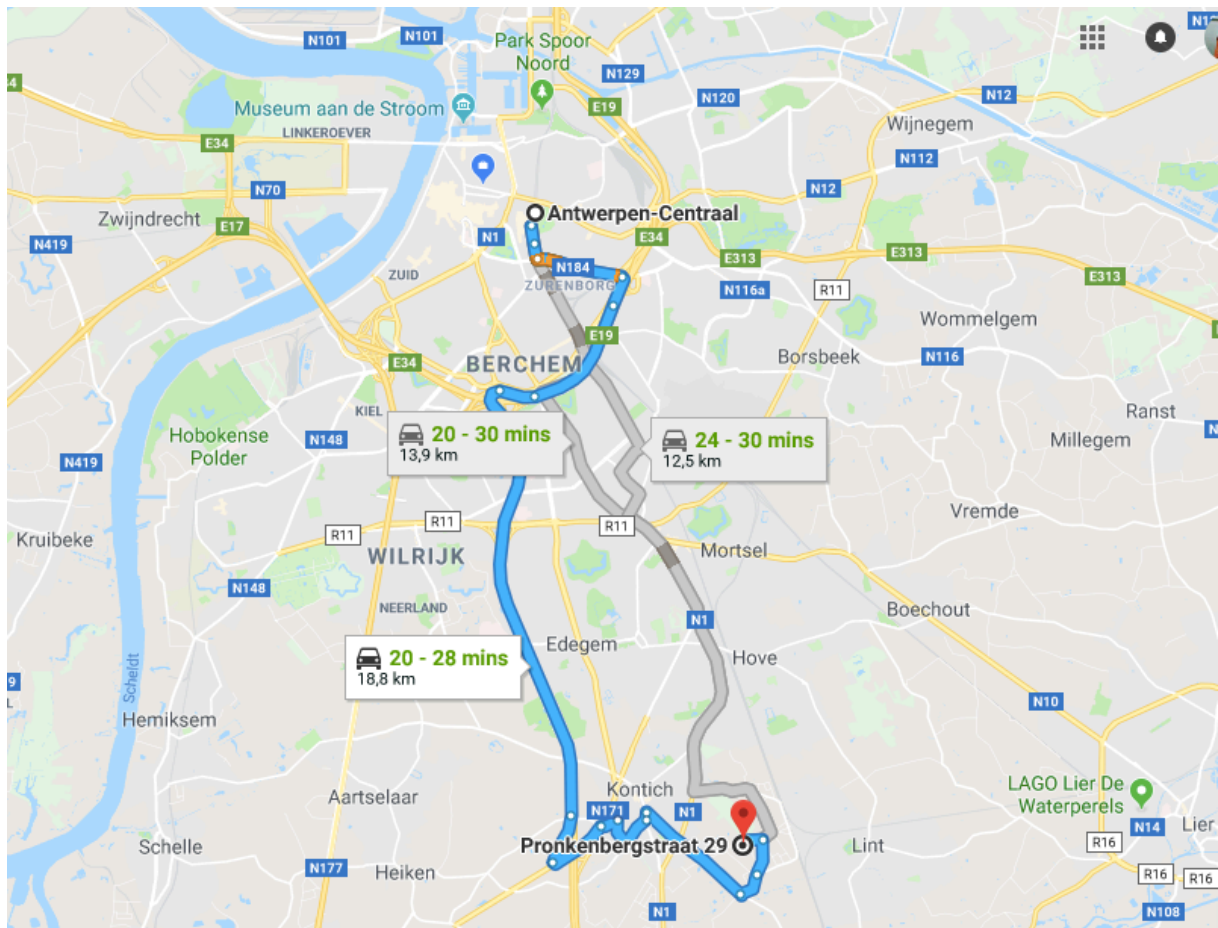 N101
N101
Park Spoor
Noord
N129
E19
N120
N12
Museum aan de Stroom
LINKEROEVER
E34
Wijnegem
N112
N70
N12
Zwijndrecht
E17
Antwerpen-Centraal
N419
N1
E34
E313
E313
E313
ZUID
N184
ZURENBORG
N116a
R11
Wommelgem
E19
BERCHEM
E34
Borsbeek
N116
KIEL
Ranst
Hobokense
Polder
N148
20 - 30 mins
13,9 km
24 - 30 mins
12,5 km
Millegem
N419
R11
R11
R11
Vremde
Kruibeke
WILRIJK
Mortsel
N148
NEERLAND
N1
Boechout
Edegem
Hove
20 - 28 mins
18,8 km
Scheldt
Hemiksem
N10
Kontich
LAGO Lier De
Waterperels
Aartselaar
N171
N1
N14
Lier
Schelle
Pronkenbergstraat 29
Lint
R16
N177
Heiken
R16
R16
N1
N108